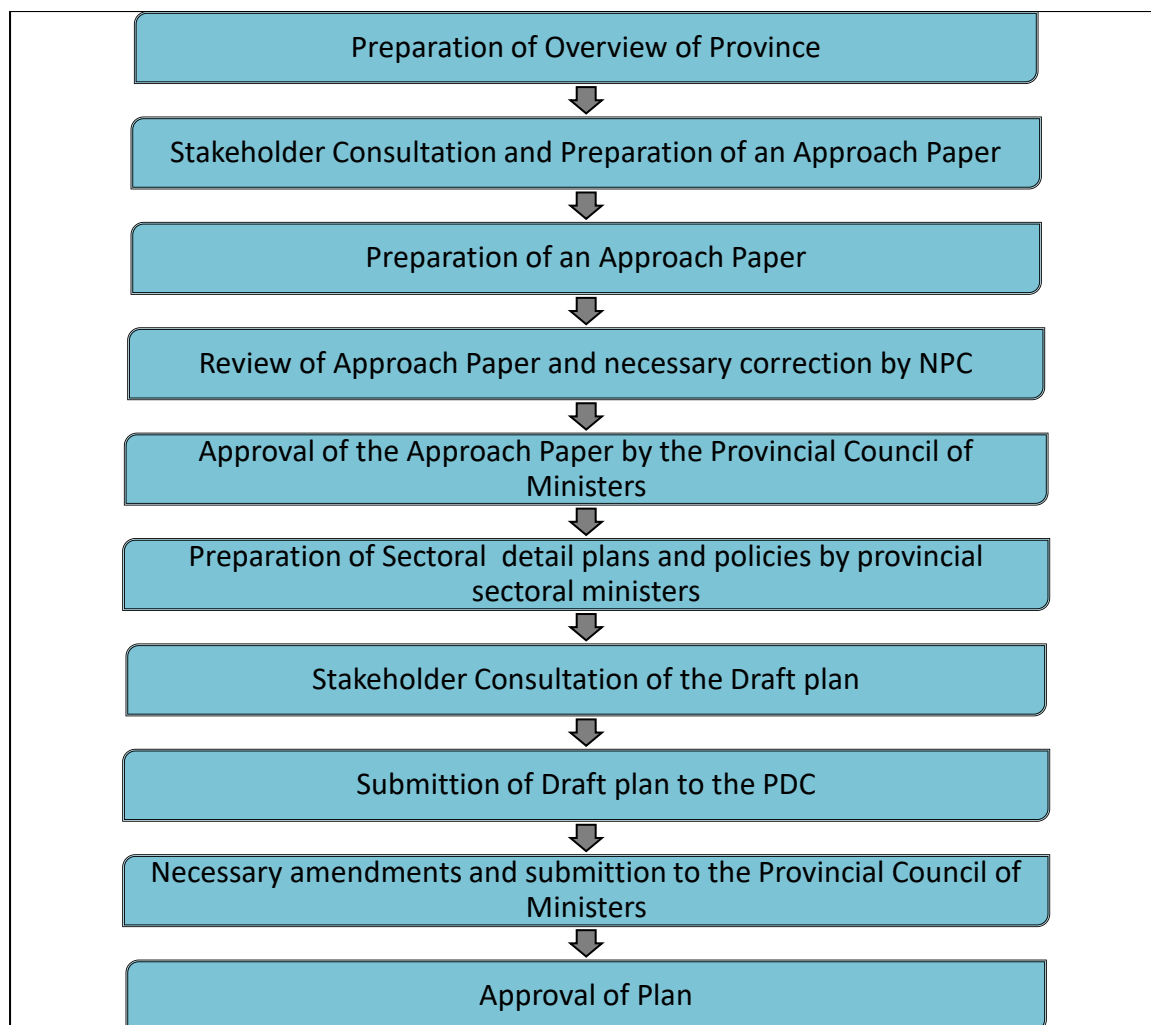 Preparation of Overview of Province
Stakeholder Consultation and Preparation of an Approach Paper
Preparation of an Approach Paper
Review of Approach Paper and necessary correction by NPC
Approval of the Approach Paper by the Provincial Council of
Ministers
Preparation of Sectoral  detail plans and policies by provincial
sectoral ministers
Stakeholder Consultation of the Draft plan
Submittion of Draft plan to the PDC
Necessary amendments and submittion to the Provincial Council of
Ministers
Approval of Plan